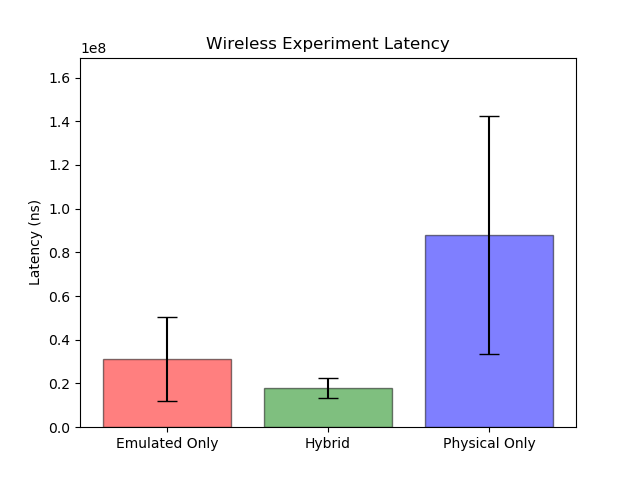 Wireless Experiment Latency
1e8
1.6
1.4
1.2
1.0
0.8
0.6
0.4
0.2
0.0
Latency (ns)
Emulated Only
Hybrid
Physical Only